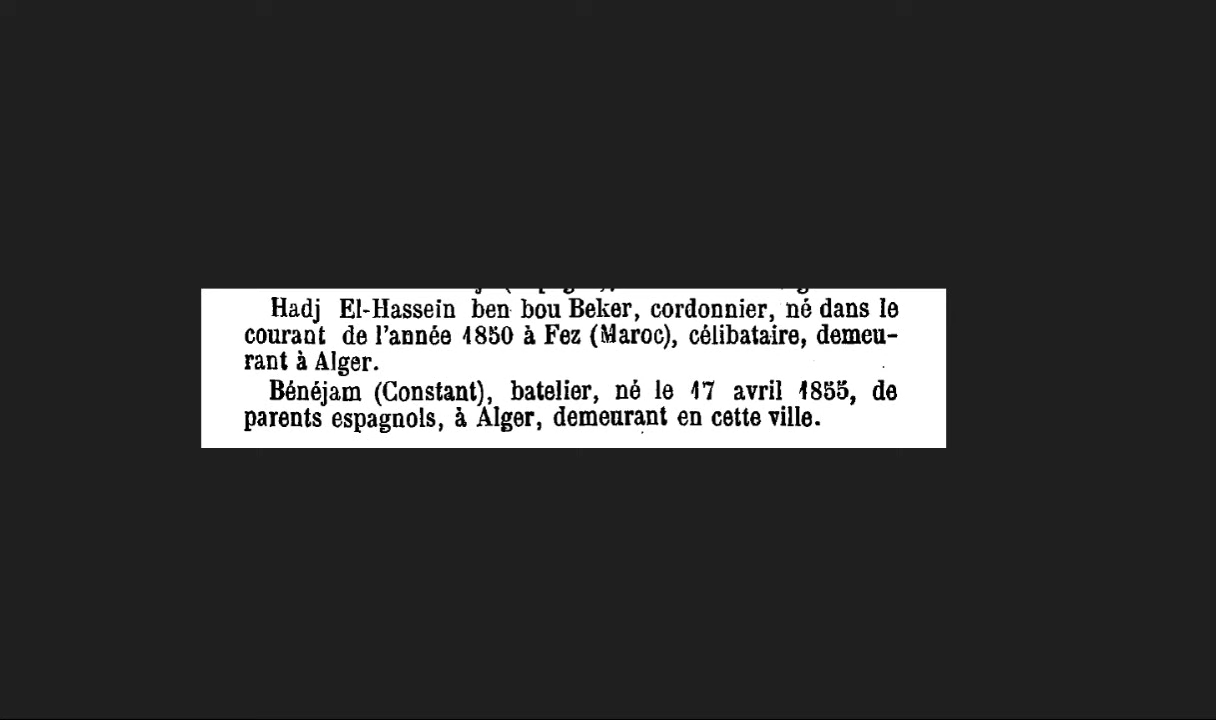 Hadj El-Hassein ben bou Beker, cordonnier, né dans le
courant de l'année 1850 à Fez (Maroc), célibataire, demeu-
rant à Alger.
Bénéjam (Constant), batelier, né le 17 avril 1855, de
parents espagnols, à Alger, demeurant en cette ville.